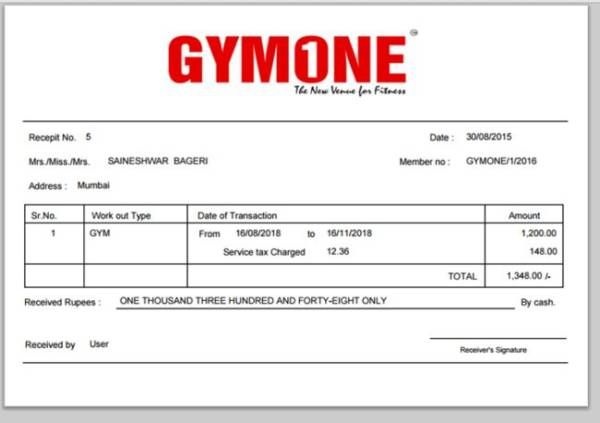 GYMONE
The New Venue for Fitness
Recepit No. 5 Date : 30/08/2015
Mrs./Miss./Mrs. SAINESHWAR BAGERI Member no : GYMONE/1/2016
Address : Mumbai
Sr.No. Work out Type Date of Transaction Amount
1 GYM From 16/08/2018 to 16/11/2018 1,200.00
Service tax Charged 12.36 148.00
TOTAL 1,348.00 /-
Received Rupees : ONE THOUSAND THREE HUNDRED AND FORTY-EIGHT ONLY By cash.
Received by User
Receiver's Signature